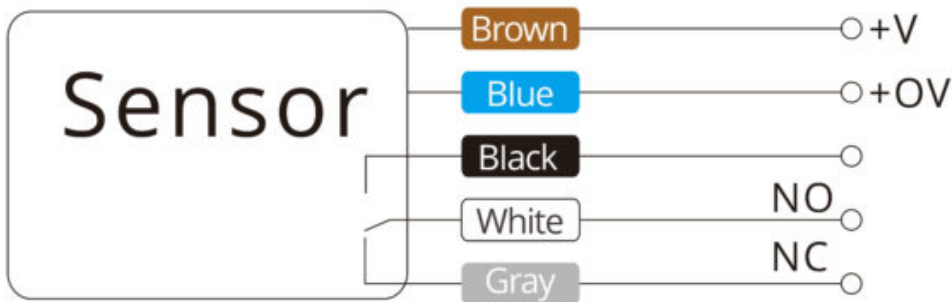 Sensor
Brown
+V
Blue
+OV
Black
NO
White
NC
Gray